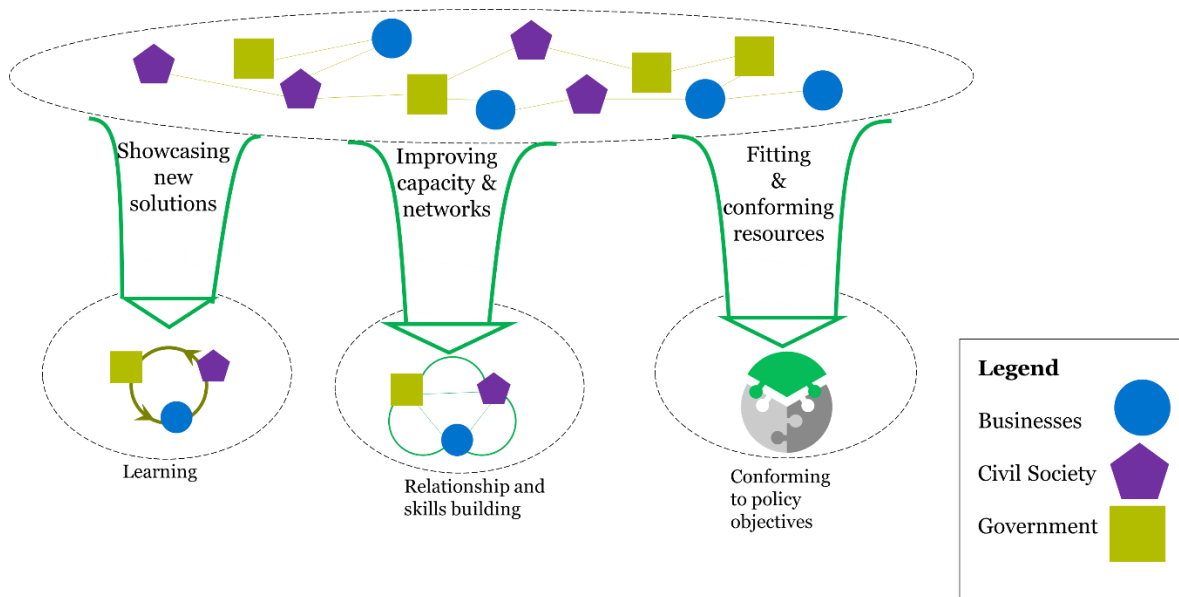 Showcasing
new
solutions
Improving
capacity &
networks
Fitting
&
conforming
resources
Learning
Relationship and
skills building
Conforming
to policy
objectives
Legend
Businesses
Civil Society
Government